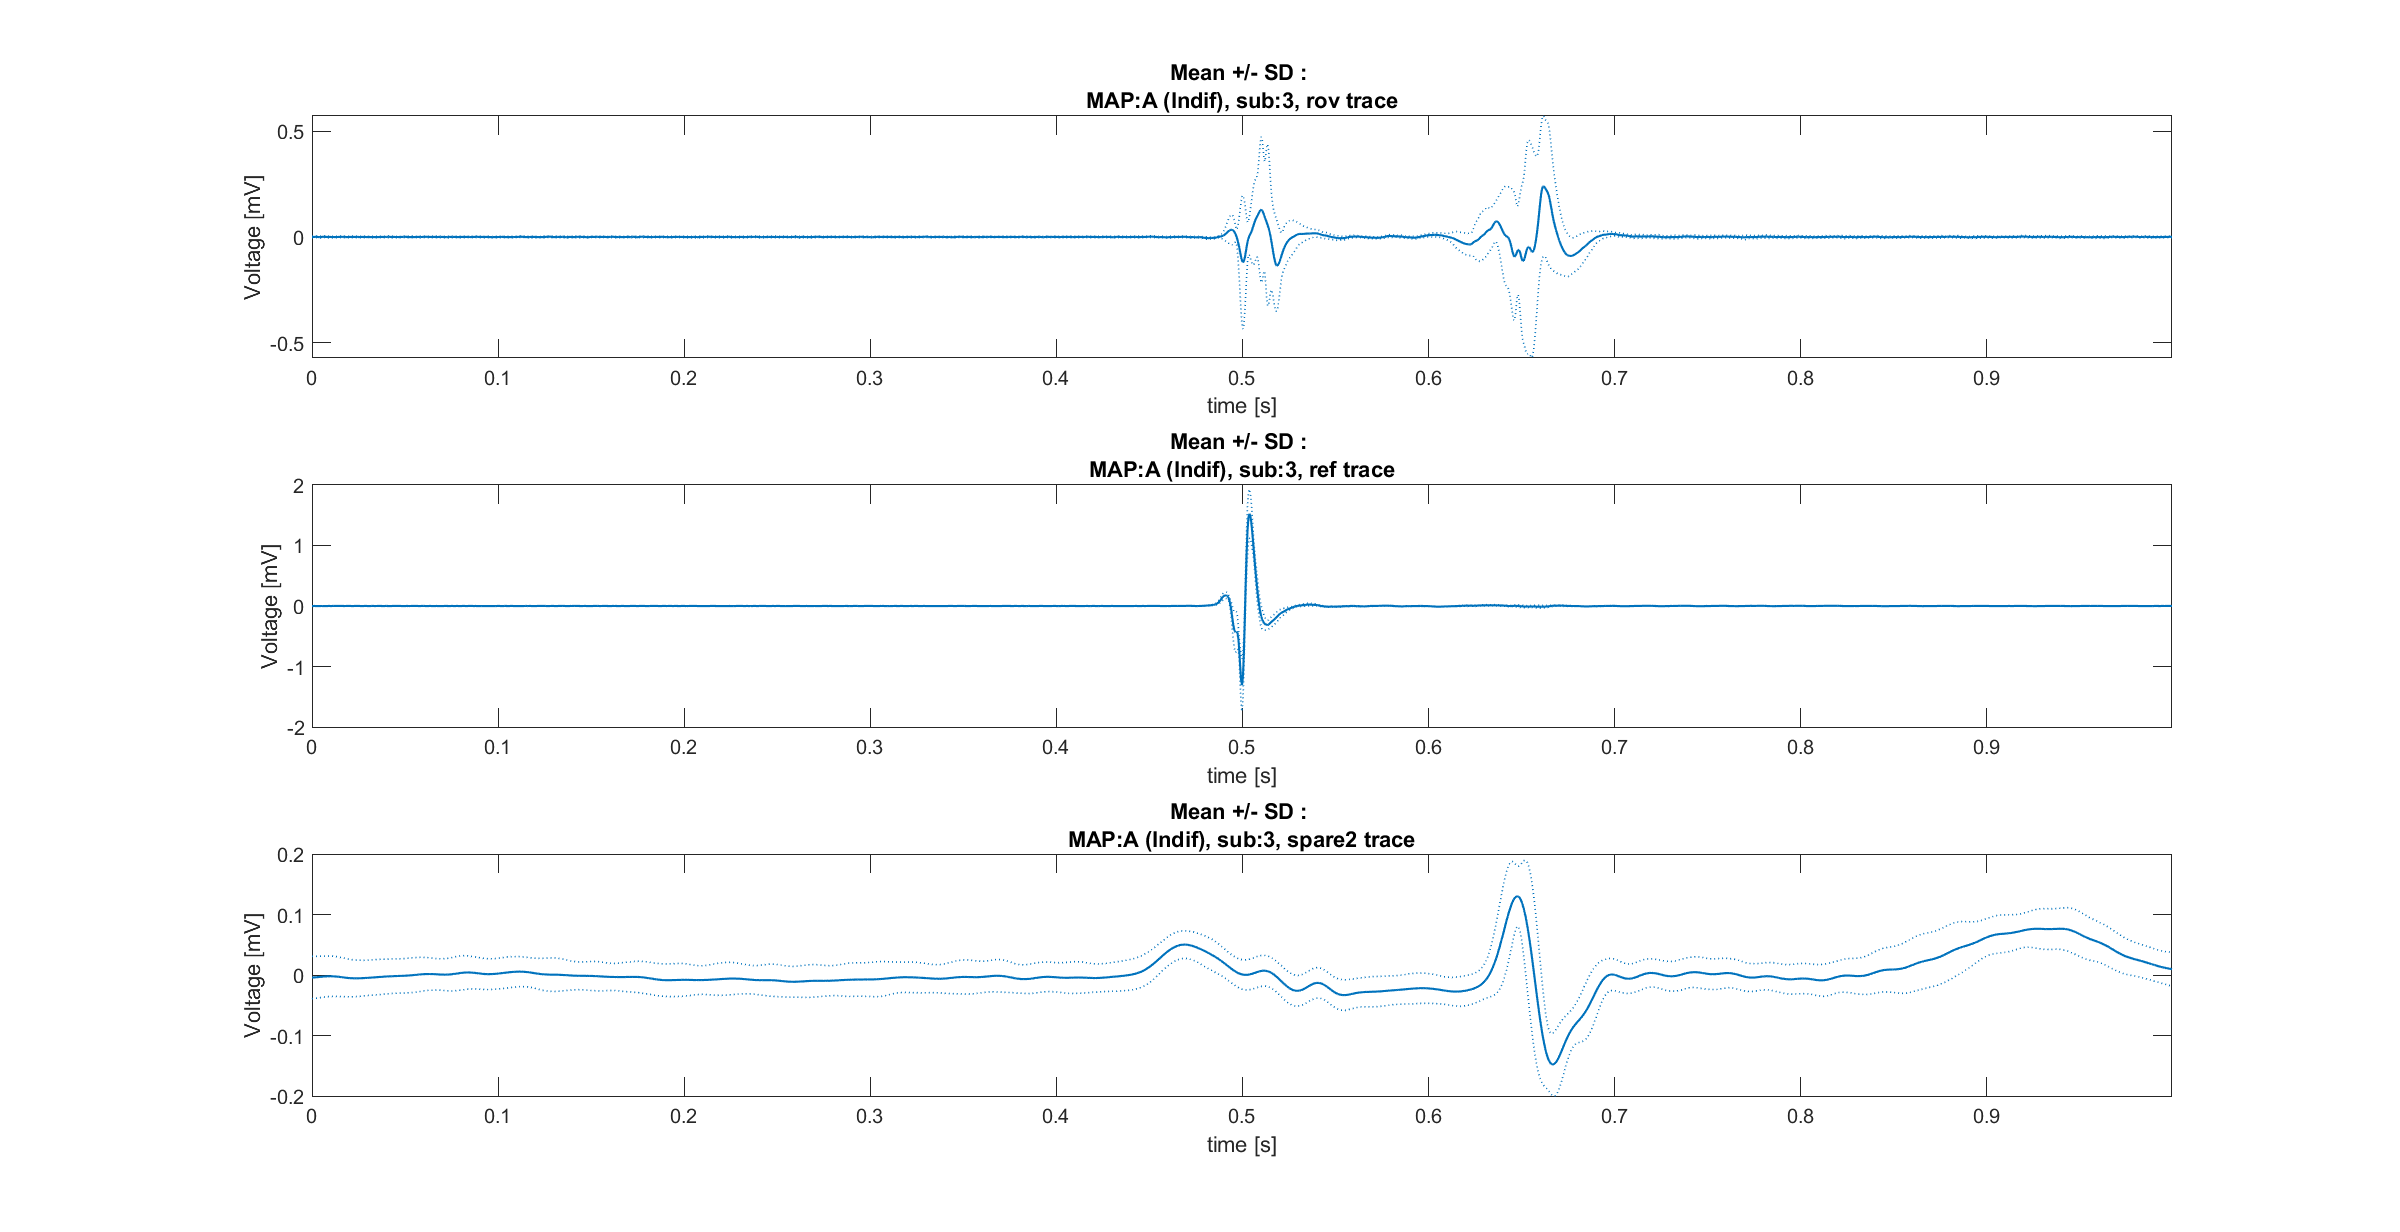 Mean +/- SD :
MAP:A (Indif), sub:3, rov trace
Voltage [mV]
0.5
0
-0.5
0 0.1 0.2 0.3 0.4 0.5 0.6 0.7 0.8 0.9
time [s]
Mean +/- SD :
MAP:A (Indif), sub:3, ref trace
Voltage [mV]
2
1
0
-1
-2
0 0.1 0.2 0.3 0.4 0.5 0.6 0.7 0.8 0.9
time [s]
Mean +/- SD :
MAP:A (Indif), sub:3, spare2 trace
Voltage [mV]
0.2
0.1
0
-0.1
-0.2
0 0.1 0.2 0.3 0.4 0.5 0.6 0.7 0.8 0.9
time [s]